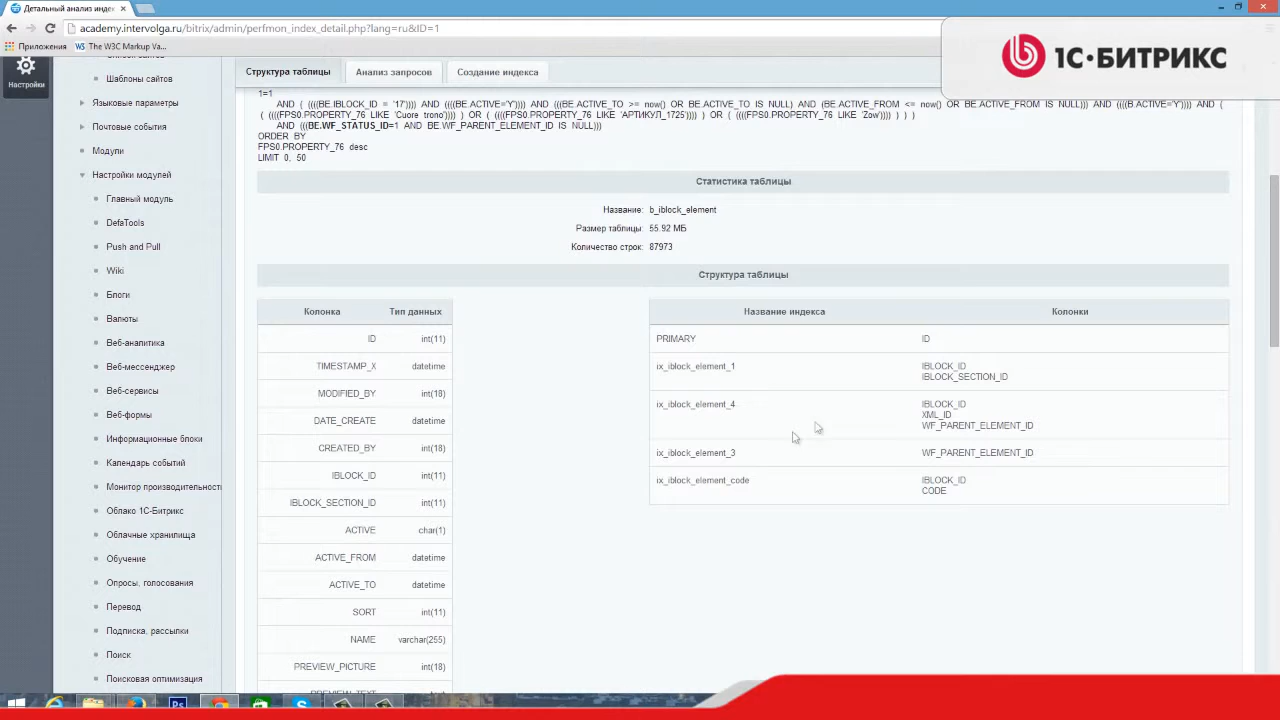 Детальный анализ индекс
academy.intervolga.ru/bitrix/admin/perfmon_index_detail.php?lang=ru&ID=1
Приложения
The W3C Markup Va...
1С·БИТРИКС
Настройки
Шаблоны сайтов
Языковые параметры
Почтовые события
Модули
Настройки модулей
Главный модуль
DefaTools
Push and Pull
Wiki
Блоги
Валюты
Веб-аналитика
Веб-мессенджер
Веб-сервисы
Веб-формы
Информационные блоки
Календарь событий
Монитор производительност
Облако 1С-Битрикс
Облачные хранилища
Обучение
Опросы, голосования
Перевод
Подписка, рассылки
Поиск
Поисковая оптимизация
Структура таблицы
Анализ запросов
Создание индекса
1=1
AND ( ((((BE.IBLOCK_ID = '17')))) AND ((((BE.ACTIVE='Y')))) AND (((BE.ACTIVE_TO >= now() OR BE.ACTIVE_TO IS NULL) AND (BE.ACTIVE_FROM <= now() OR BE.ACTIVE_FROM IS NULL))) AND ((((B.ACTIVE='Y')))) AND (
( ((((FPS0.PROPERTY_76 LIKE 'Cuore trono')))) ) OR ( ((((FPS0.PROPERTY_76 LIKE 'АРТИКУЛ_1725')))) ) OR ( ((((FPS0.PROPERTY_76 LIKE 'Zow')))) ) ) )
AND (((BE.WF_STATUS_ID=1 AND BE.WF_PARENT_ELEMENT_ID IS NULL)))
ORDER BY
FPS0.PROPERTY_76 desc
LIMIT 0, 50
Статистика таблицы
Название: b_iblock_element
Размер таблицы: 55.92 МБ
Количество строк: 87973
Структура таблицы
Колонка Тип данных
ID int(11)
TIMESTAMP_X datetime
MODIFIED_BY int(18)
DATE_CREATE datetime
CREATED_BY int(18)
IBLOCK_ID int(11)
IBLOCK_SECTION_ID int(11)
ACTIVE char(1)
ACTIVE_FROM datetime
ACTIVE_TO datetime
SORT int(11)
NAME varchar(255)
PREVIEW_PICTURE int(18)
PREVIEW_TEXT text
Название индекса Колонки
PRIMARY ID
ix_iblock_element_1 IBLOCK_ID
IBLOCK_SECTION_ID
ix_iblock_element_4 IBLOCK_ID
XML_ID
WF_PARENT_ELEMENT_ID
ix_iblock_element_3 WF_PARENT_ELEMENT_ID
ix_iblock_element_code IBLOCK_ID
CODE